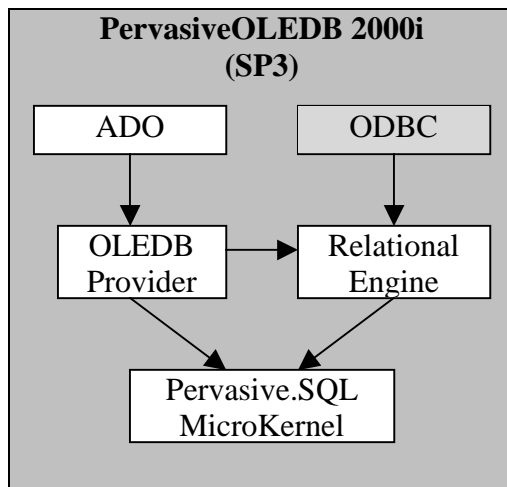 PervasiveOLEDB 2000i
(SP3)
ADO
ODBC
OLEDB
Provider
Relational
Engine
Pervasive.SQL
MicroKernel